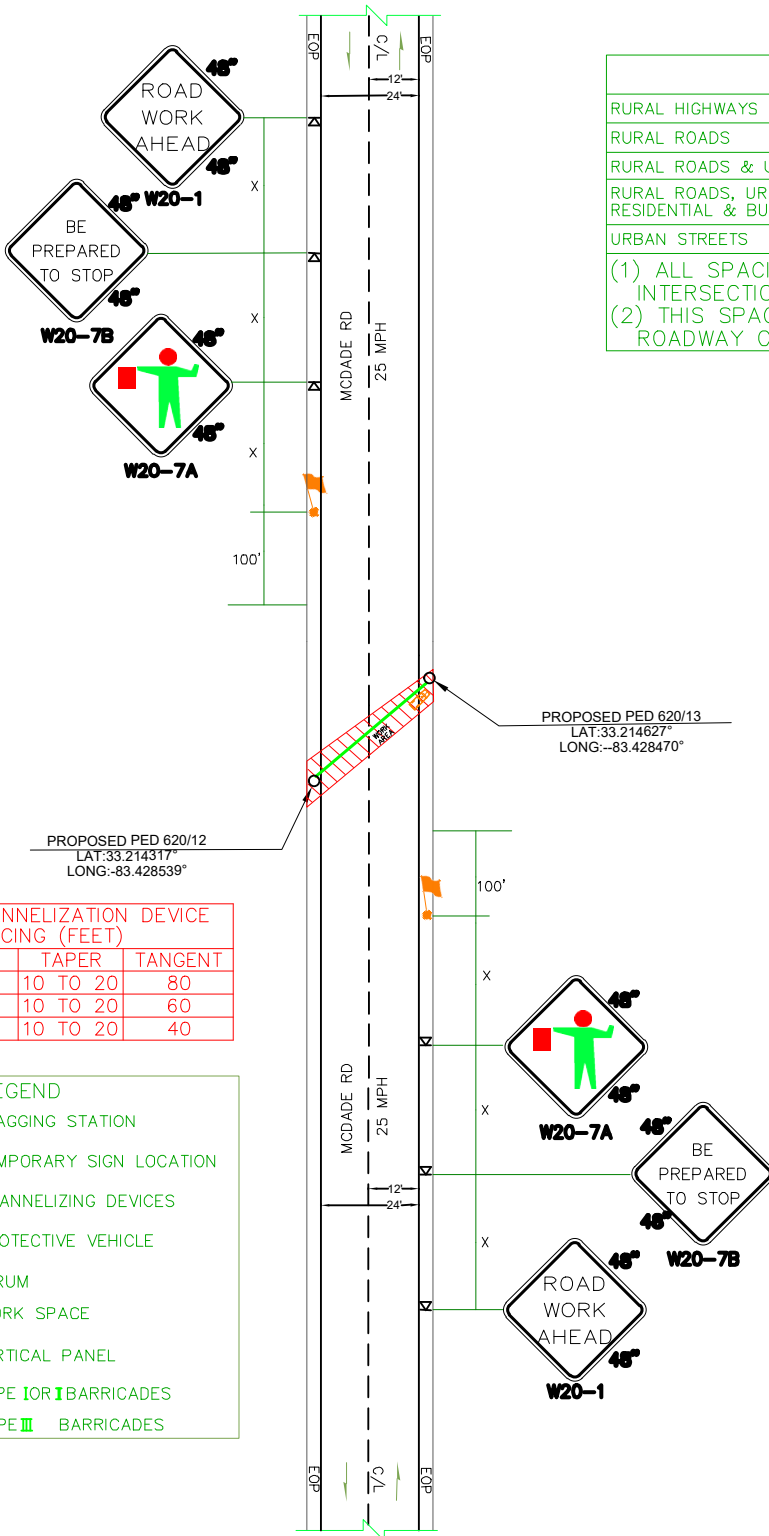 EOP
C/L
EOP
12'
24'
ROAD
WORK
AHEAD
48"
48"
W20-1
X
BE
PREPARED
TO STOP
48"
48"
W20-7B
X
48"
48"
W20-7A
X
100'
MCDADE RD
25 MPH
RURAL HIGHWAYS
RURAL ROADS
RURAL ROADS & U
RURAL ROADS, UR
RESIDENTIAL & BU
URBAN STREETS
(1) ALL SPACI
INTERSECTIO
(2) THIS SPAC
ROADWAY O
WORK
AREA
PROPOSED PED 620/13
LAT:33.214627°
LONG:--83.428470°
PROPOSED PED 620/12
LAT:33.214317°
LONG:-83.428539°
NNELIZATION DEVICE
CING (FEET)
TAPER TANGENT
10 TO 20 80
10 TO 20 60
10 TO 20 40
EGEND
AGGING STATION
MPORARY SIGN LOCATION
ANNELIZING DEVICES
OTECTIVE VEHICLE
RUM
ORK SPACE
RTICAL PANEL
PE I OR II BARRICADES
PE III BARRICADES
100'
X
48"
48"
W20-7A
X
BE
PREPARED
TO STOP
48"
48"
W20-7B
X
ROAD
WORK
AHEAD
48"
48"
W20-1
MCDADE RD
25 MPH
12'
24'
EOP
C/L
EOP